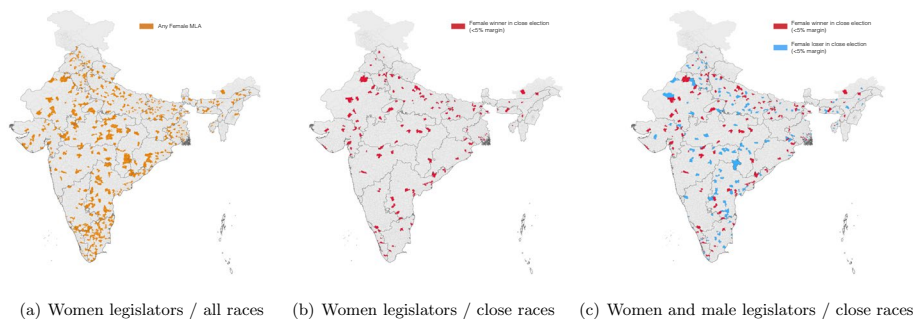 Any Female MLA
Female winner in close election
(<5% margin)
Female winner in close election
(<5% margin)
Female loser in close election
(<5% margin)
(a) Women legislators / all races
(b) Women legislators / close races
(c) Women and male legislators / close races